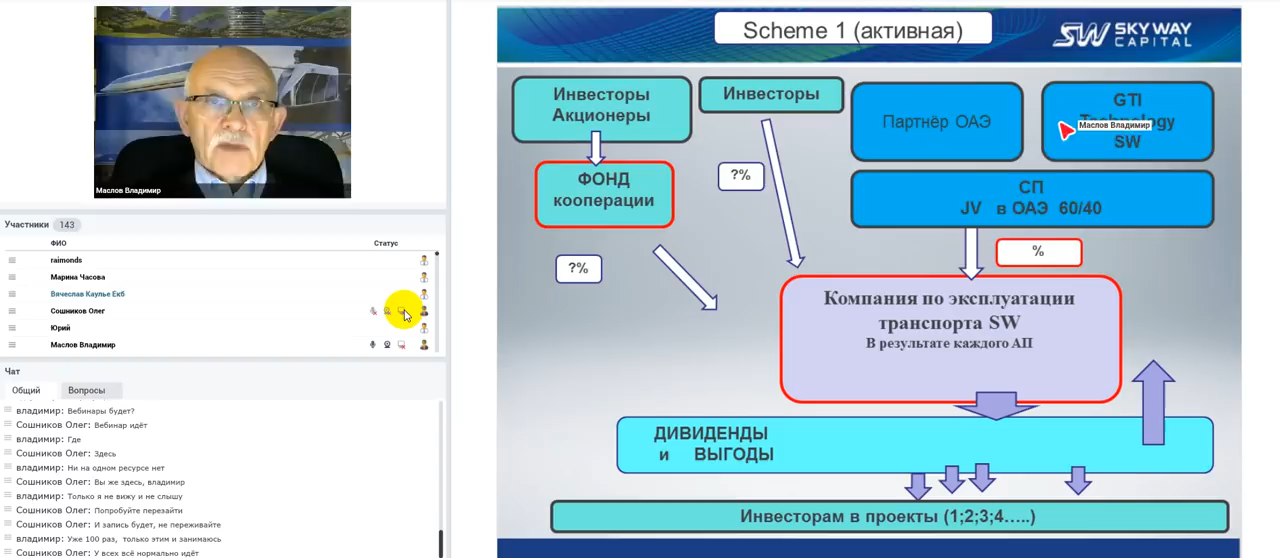 Маслов Владимир
Участники 143
ФИО Статус
raimonds
Марина Часова
Вячеслав Каулье Екб
Сошников Олег
Юрий
Маслов Владимир
Чат
Общий Вопросы
владимир: Вебинары будет?
Сошников Олег: Вебинар идёт
владимир: Где
Сошников Олег: Здесь
владимир: Ни на одном ресурсе нет
Сошников Олег: Вы же здесь, владимир
владимир: Только я не вижу и не слышу
Сошников Олег: Попробуйте перезайти
Сошников Олег: И запись будет, не переживайте
владимир: Уже 100 раз, только этим и занимаюсь
Сошников Олег: У всех всё нормально идёт
Scheme 1 (активная)
SW SKY WAY
CAPITAL
Инвесторы
Акционеры
Инвесторы
Партнёр ОАЭ
GTI
Маслов Владимир
SW
ФОНД
кооперации
?%
СП
JV в ОАЭ 60/40
?%
%
Компания по эксплуатации
транспорта SW
В результате каждого АП
ДИВИДЕНДЫ
и ВЫГОДЫ
Инвесторам в проекты (1;2;3;4…..)